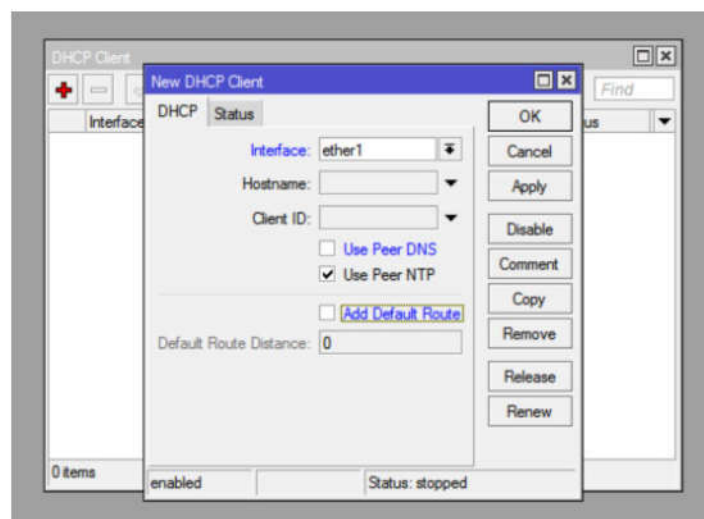 DHCP Client
Find
Interface
us
New DHCP Client
DHCP Status
Interface: ether1
Hostname:
Client ID:
Use Peer DNS
Use Peer NTP
Add Default Route
Default Route Distance: 0
OK
Cancel
Apply
Disable
Comment
Copy
Remove
Release
Renew
enabled
Status: stopped
0 items